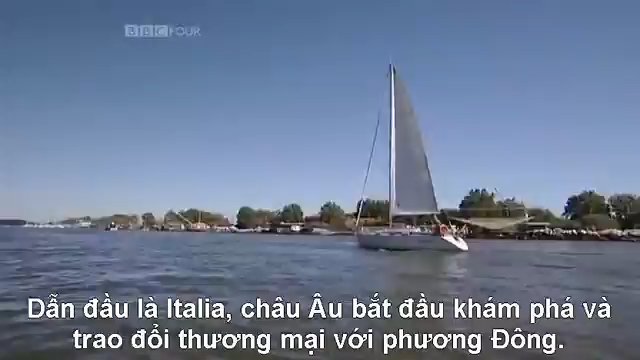 BBC FOUR
Dẫn đầu là Italia, châu Âu bắt đầu khám phá và
trao đổi thương mại với phương Đông.